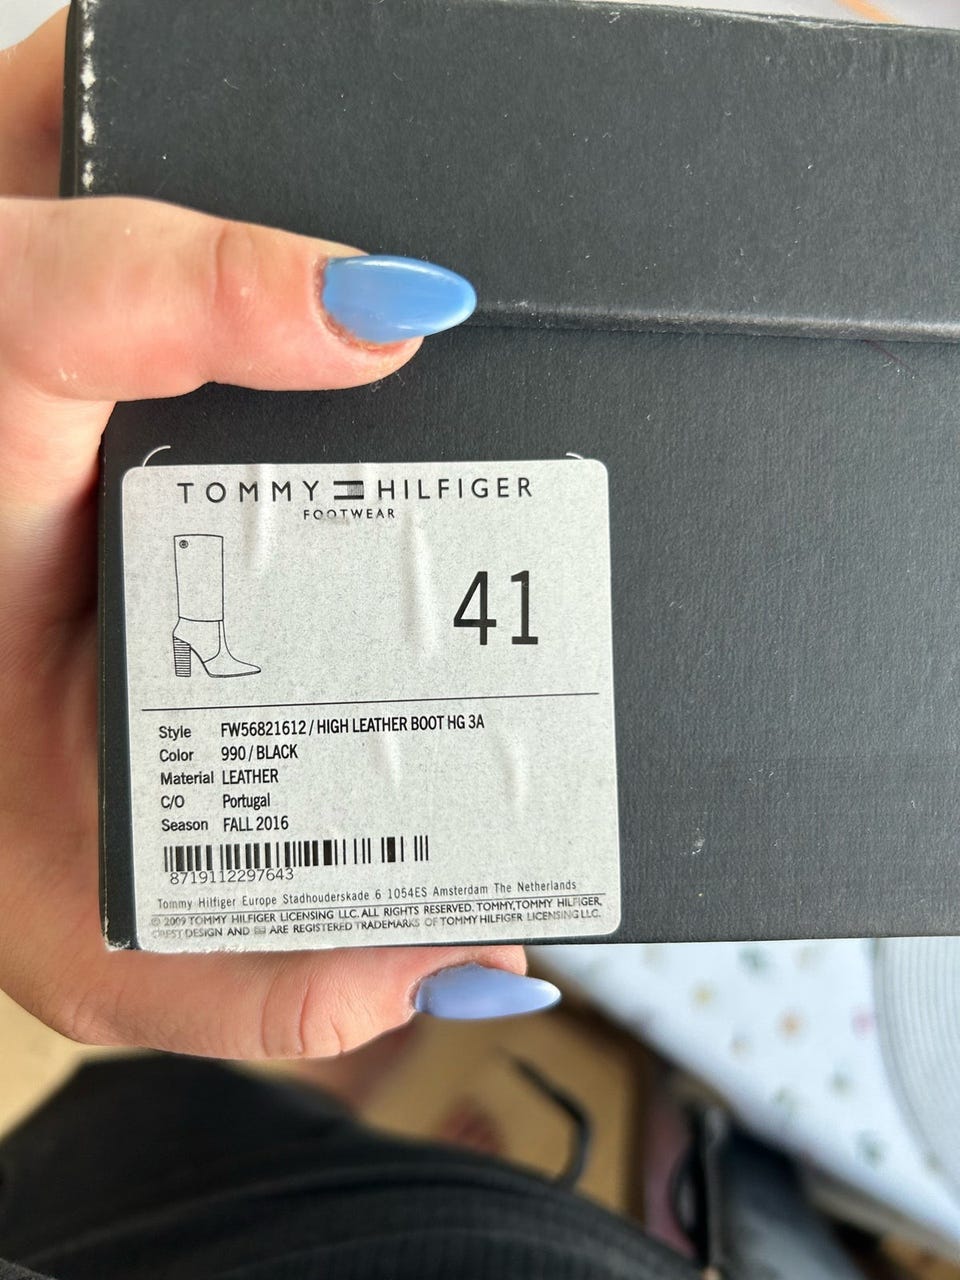 TOMMY HILFIGER
FOOTWEAR
41
Style FW56821612 / HIGH LEATHER BOOT HG 3A
Color 990 / BLACK
Material LEATHER
C/O Portugal
Season FALL 2016
8719112297643
Tommy Hilfiger Europe Stadhouderskade 6 1054ES Amsterdam The Netherlands
© 2009 TOMMY HILFIGER LICENSING LLC. ALL RIGHTS RESERVED. TOMMY, TOMMY HILFIGER,
CREST DESIGN AND ARE REGISTERED TRADEMARKS OF TOMMY HILFIGER LICENSING LLC.